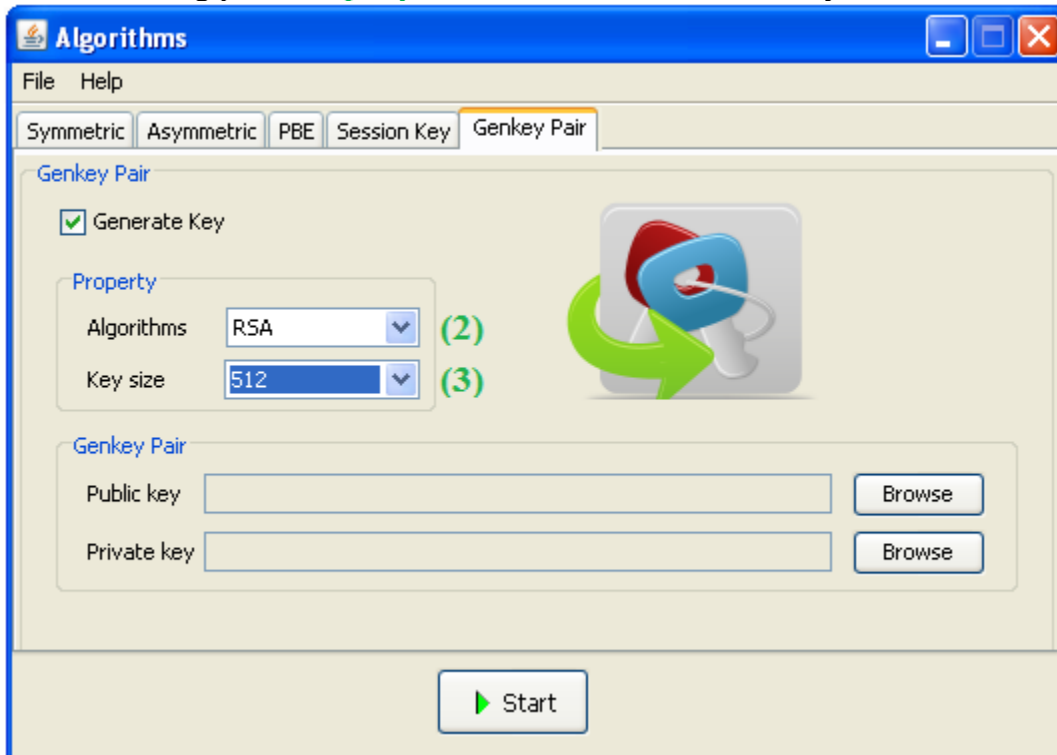 Algorithms
File Help
Symmetric Asymmetric PBE Session Key Genkey Pair
Genkey Pair
Generate Key
Property
Algorithms RSA (2)
Key size 512 (3)
Genkey Pair
Public key Browse
Private key Browse
Start